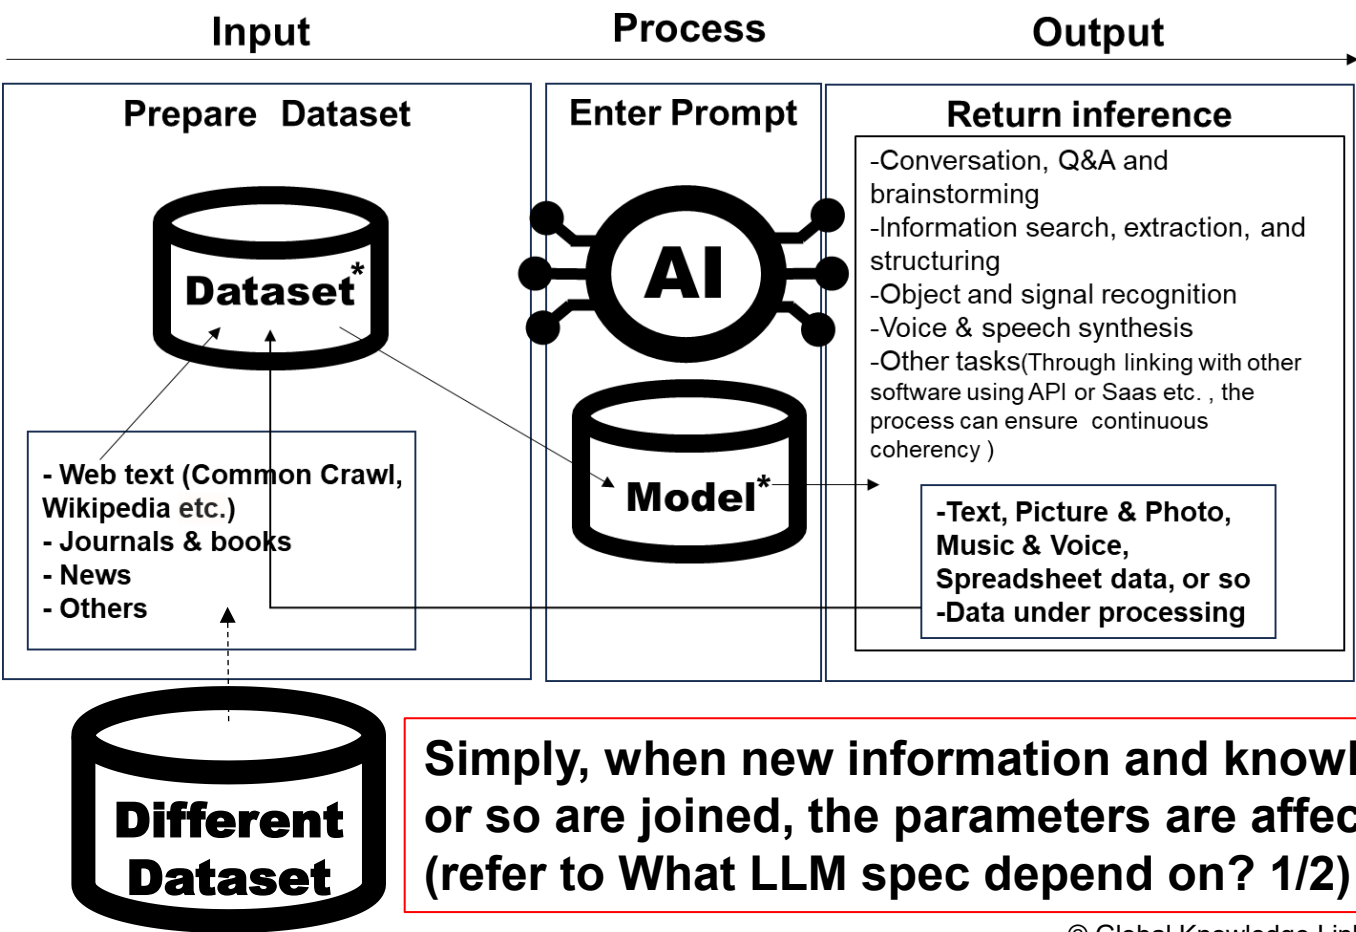 Input
Process
Output
Prepare Dataset
Enter Prompt
Return inference
Dataset*
- Web text (Common Crawl,
Wikipedia etc.)
- Journals & books
- News
- Others
Different
Dataset
AI
Model*
-Conversation, Q&A and
brainstorming
-Information search, extraction, and
structuring
-Object and signal recognition
-Voice & speech synthesis
-Other tasks(Through linking with other
software using API or Saas etc. , the
process can ensure continuous
coherency )
-Text, Picture & Photo,
Music & Voice,
Spreadsheet data, or so
-Data under processing
Simply, when new information and
or so are joined, the parameters are
(refer to What LLM spec depend on? 1/2)
© Global Knowledge